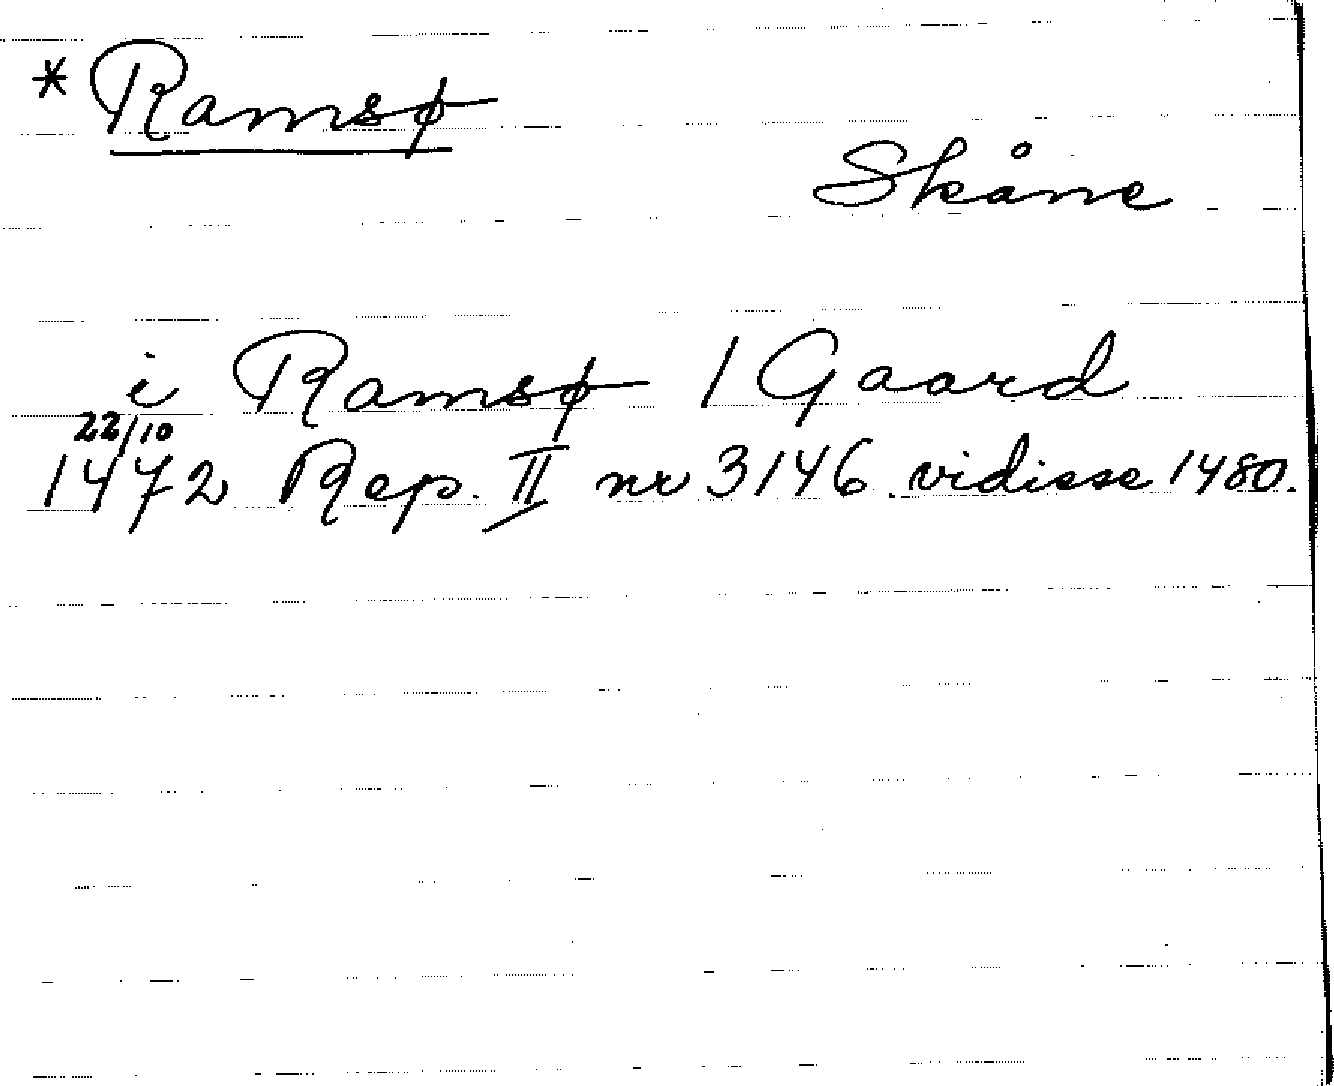 * Ramsø
Skåne
i Ramsø 1 Gaard
22/10
1472 Rep. II nr 3146 vidisse 1480.